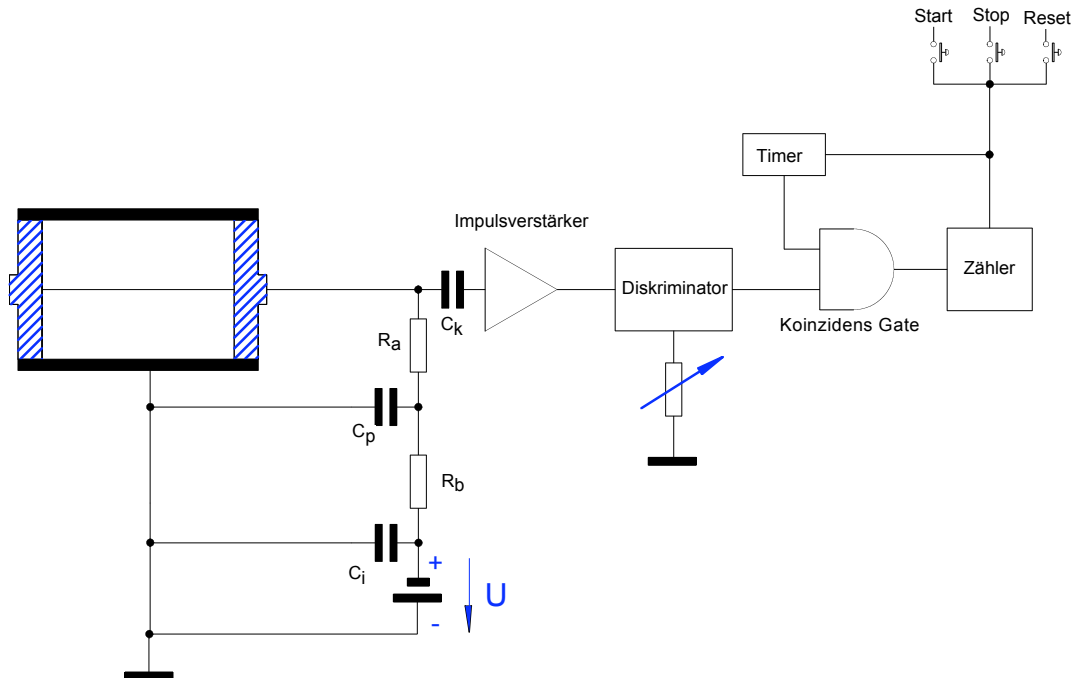 Start Stop Reset
Timer
Impulsverstärker
Diskriminator
Zähler
Koinzidens Gate
Ck
Ra
Cp
Rb
Ci
+
U
-